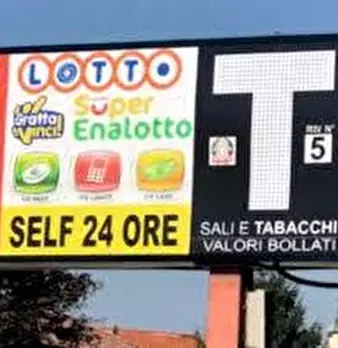 LOTTO
Gratta e Vinci!
Super
Enalotto
SELF 24 ORE
T
RIV. N°
5
SALI E TABACCHI
VALORI BOLLATI